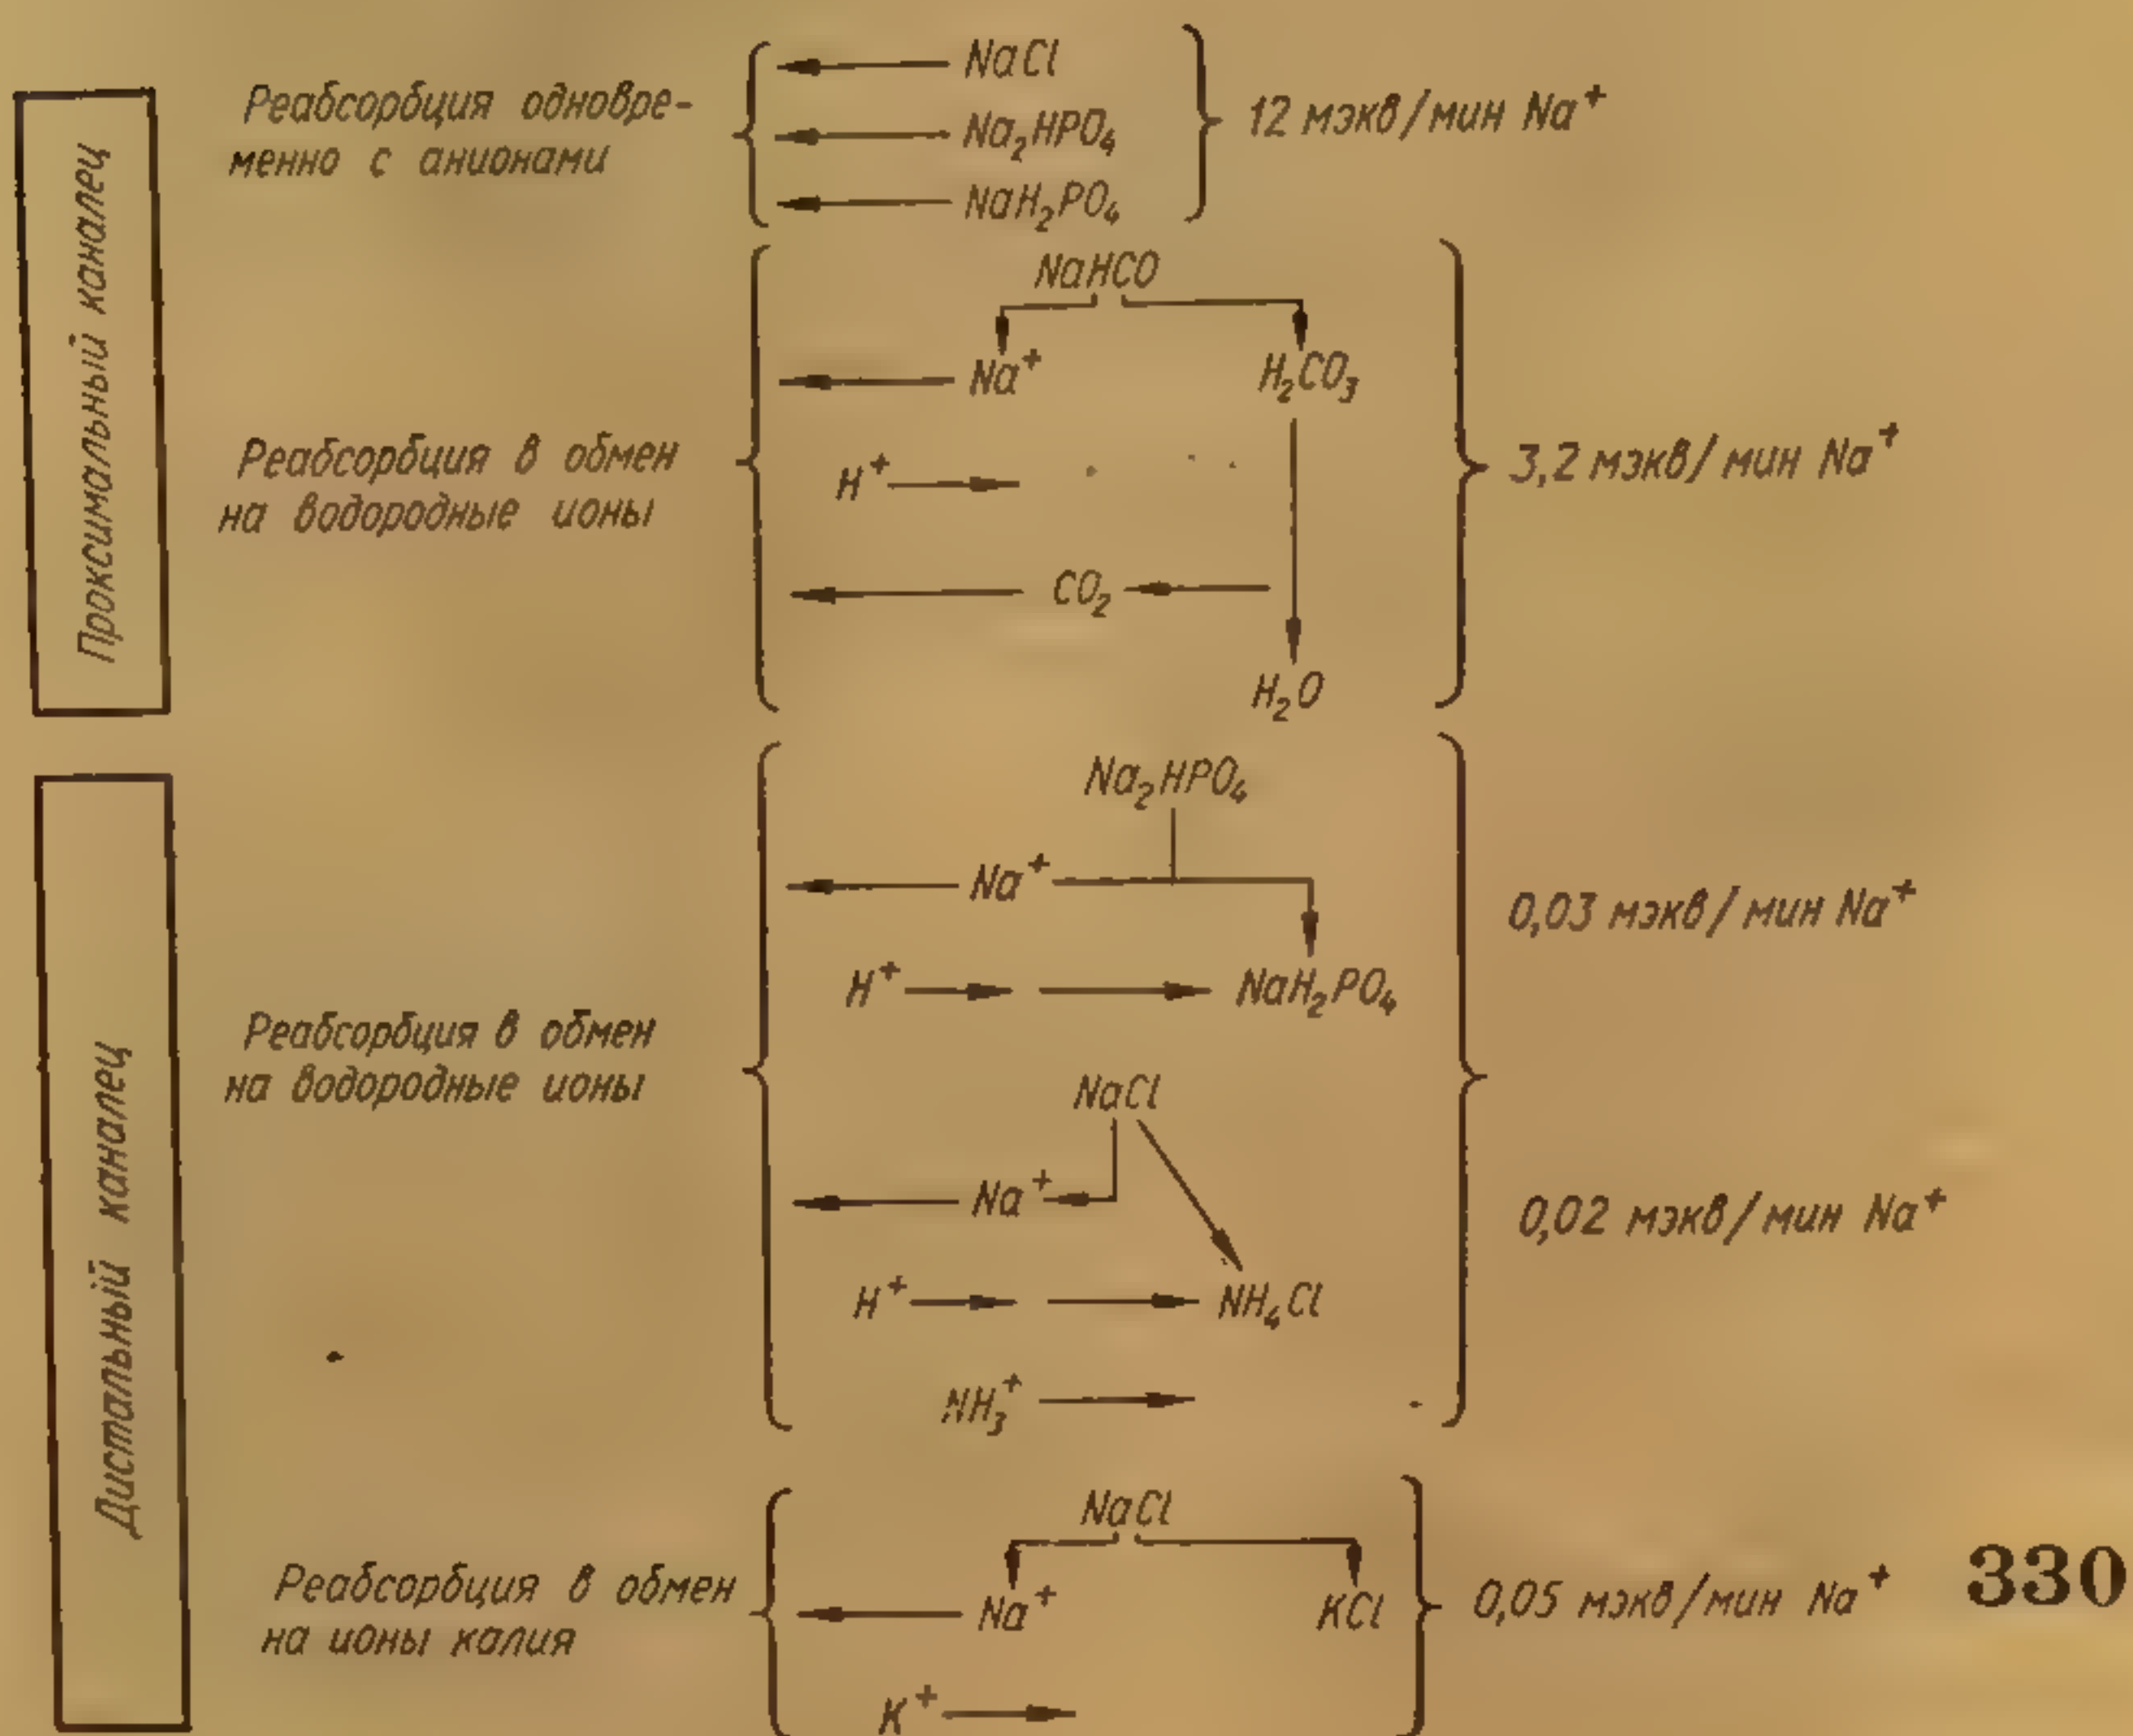 Проксимальный каналец
Реабсорбция одновре-
менно с анионами
NaCl
Na₂HPO₄
NaH₂PO₄
12 мэкв/мин Na⁺
Реабсорбция в обмен
на водородные ионы
NaHCO
Na⁺
H₂CO₃
H⁺
CO₂
H₂O
3,2 мэкв/мин Na⁺
Дистальный каналец
Реабсорбция в обмен
на водородные ионы
Na₂HPO₄
Na⁺
H⁺
NaH₂PO₄
0,03 мэкв/мин Na⁺
NaCl
Na⁺
H⁺
NH₄Cl
NH₃⁺
0,02 мэкв/мин Na⁺
Реабсорбция в обмен
на ионы калия
NaCl
Na⁺
KCl
K⁺
0,05 мэкв/мин Na⁺
330